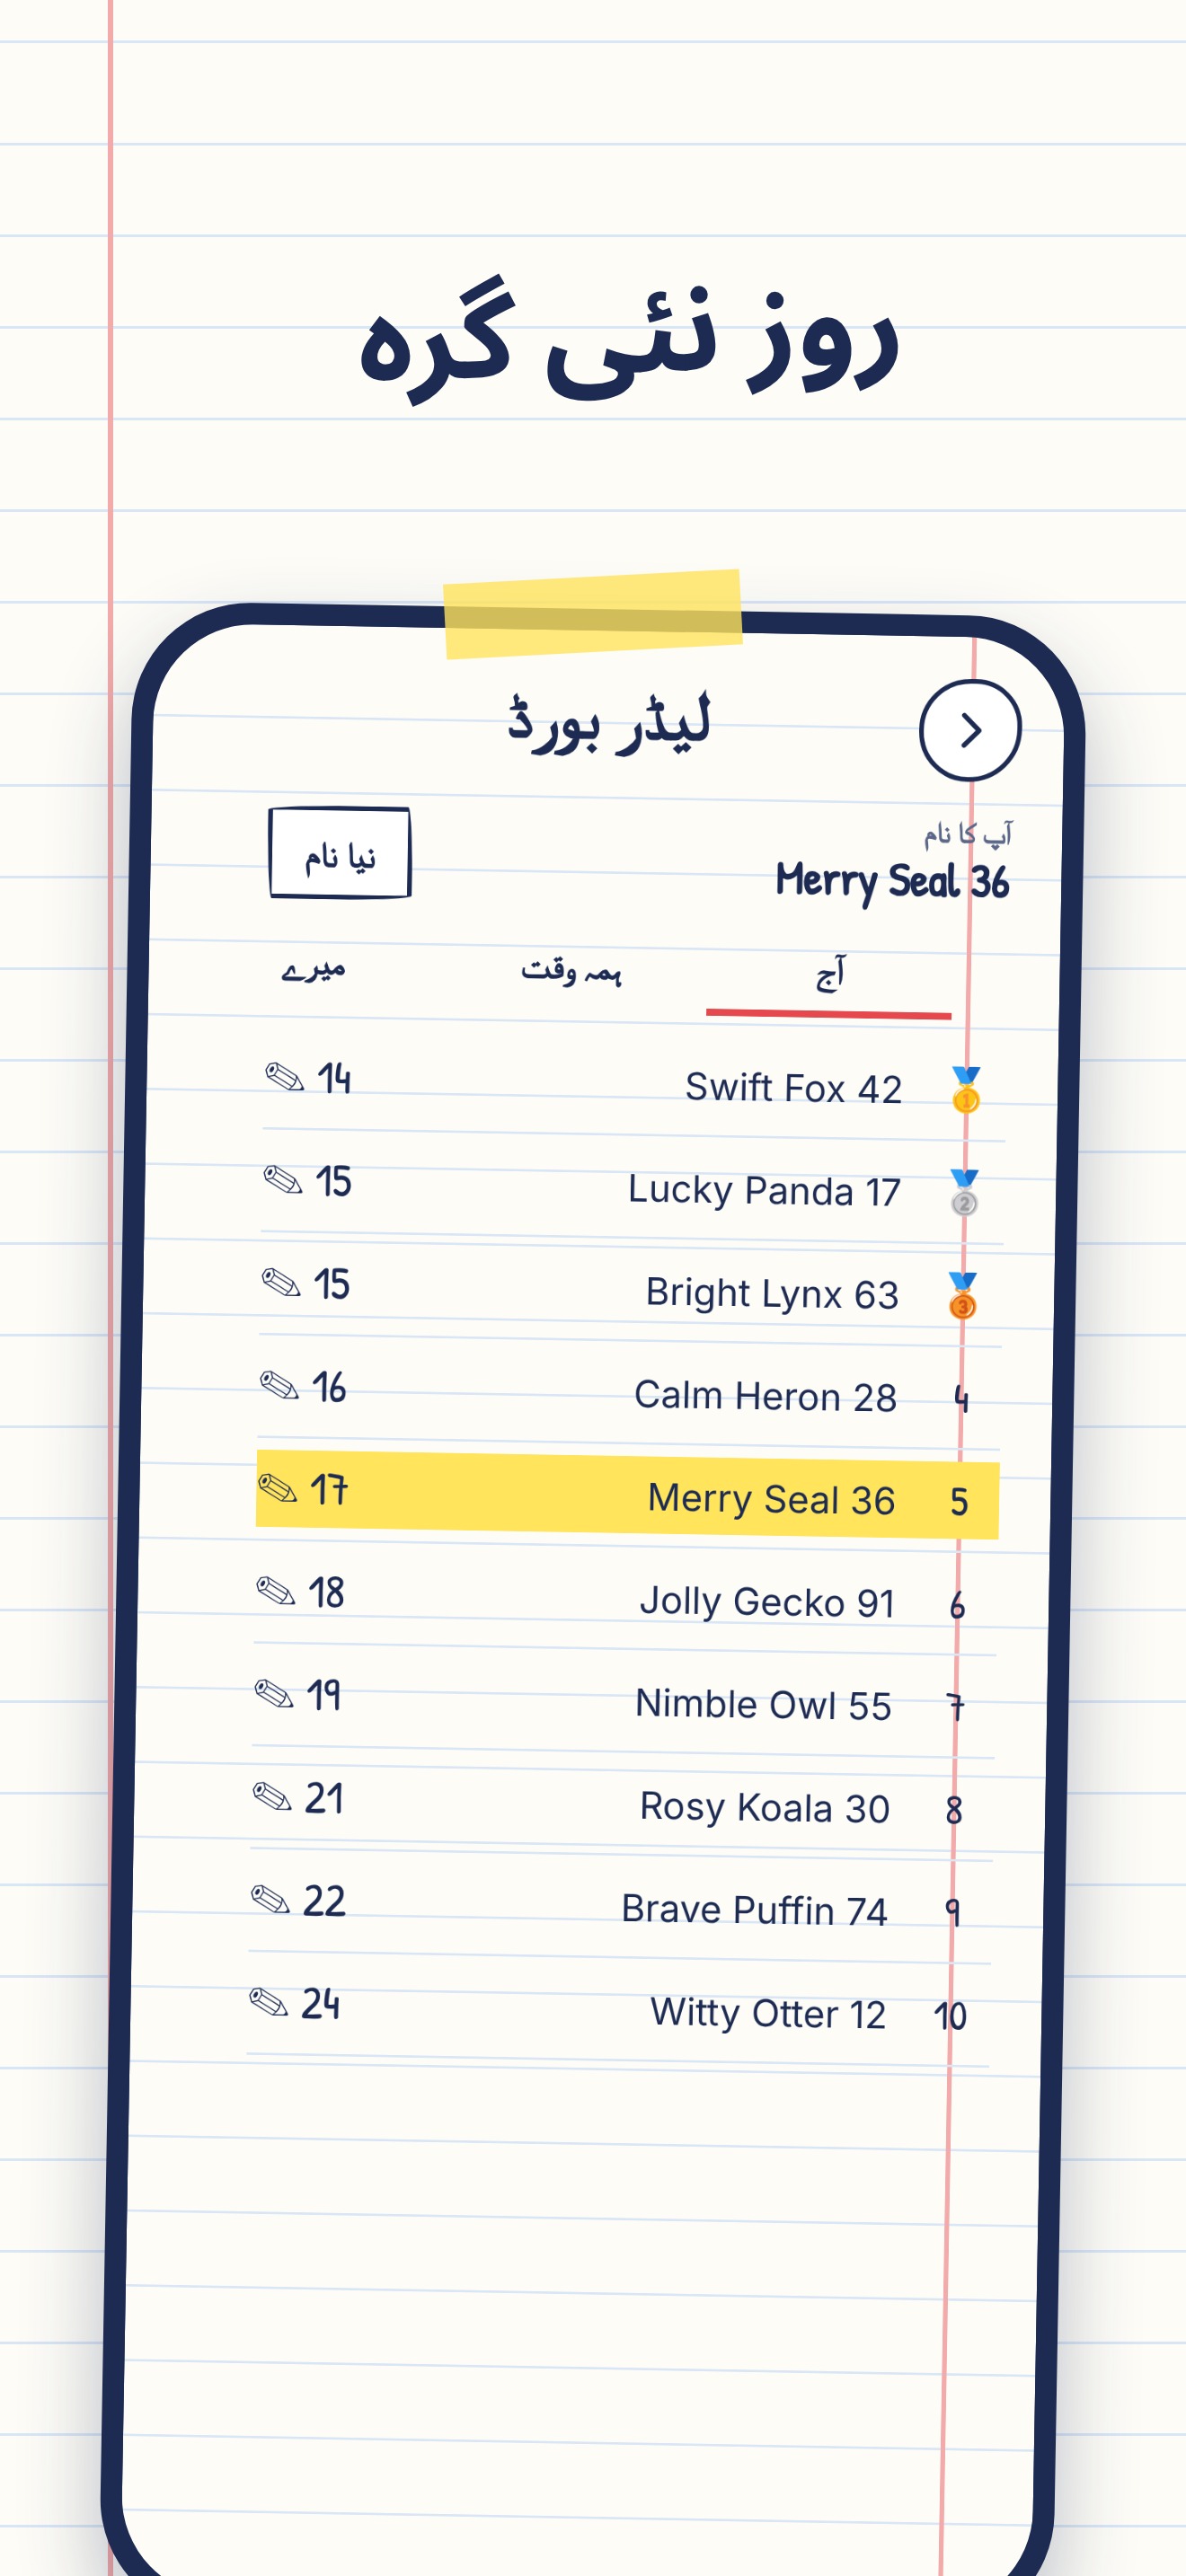 روز نئی گرہ
لیڈر بورڈ
آپ کا نام
Merry Seal 36
نیا نام
آج ہمہ وقت میرے
1 Swift Fox 42 14
2 Lucky Panda 17 15
3 Bright Lynx 63 15
4 Calm Heron 28 16
5 Merry Seal 36 17
6 Jolly Gecko 91 18
7 Nimble Owl 55 19
8 Rosy Koala 30 21
9 Brave Puffin 74 22
10 Witty Otter 12 24